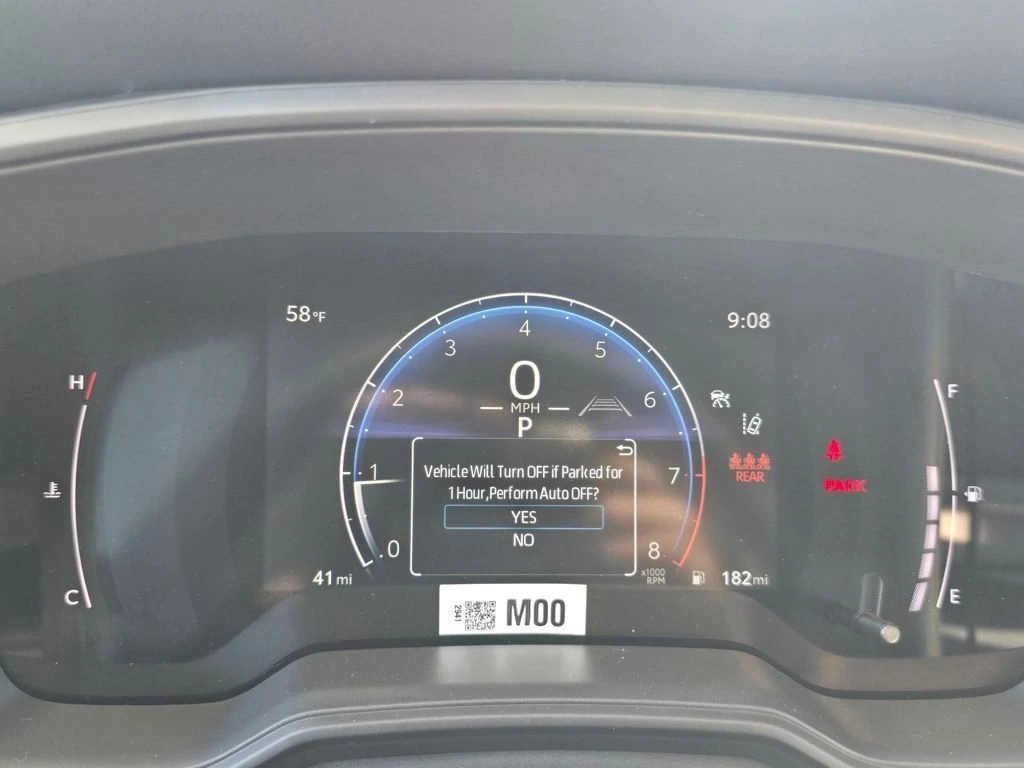 58°F
9:08
H
F
4
3
5
0
2
6
MPH
P
Vehicle Will Turn OFF if Parked for
1 Hour,Perform Auto OFF?
YES
NO
1
7
REAR
PARK
0
8
x1000
RPM
41 mi
182 mi
C
E
2941
M00